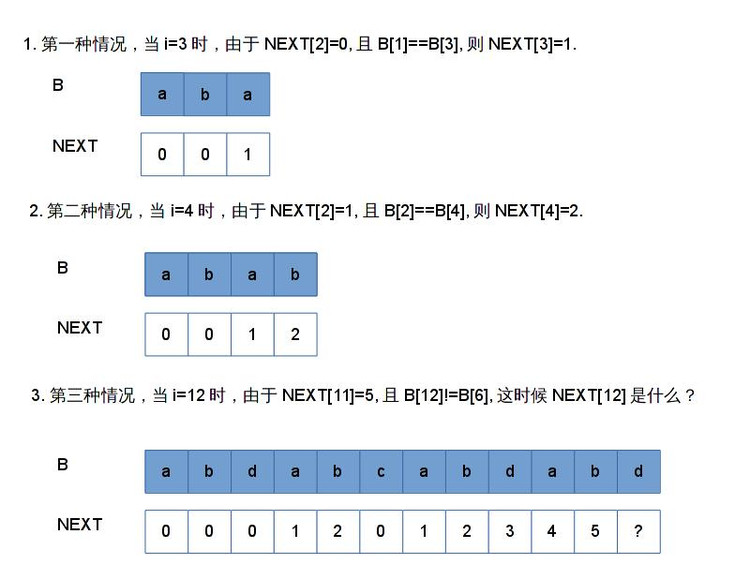 1. 第一种情况，当 i=3 时，由于 NEXT[2]=0, 且 B[1]==B[3], 则 NEXT[3]=1.
B a b a
NEXT 0 0 1
2. 第二种情况，当 i=4 时，由于 NEXT[2]=1, 且 B[2]==B[4], 则 NEXT[4]=2.
B a b a b
NEXT 0 0 1 2
3. 第三种情况，当 i=12 时，由于 NEXT[11]=5, 且 B[12]!=B[6], 这时候 NEXT[12] 是什么？
B a b d a b c a b d a b d
NEXT 0 0 0 1 2 0 1 2 3 4 5 ?